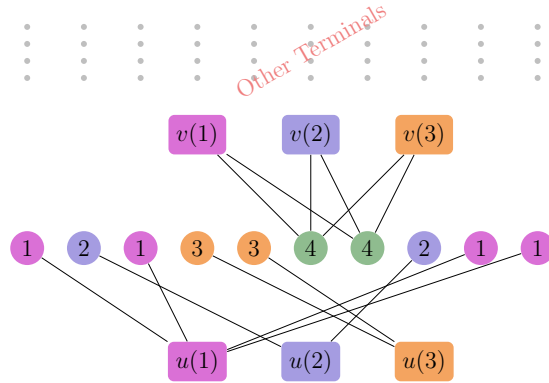 Other Terminals
v(1) v(2) v(3)
1 2 1 3 3 4 4 2 1 1
u(1) u(2) u(3)